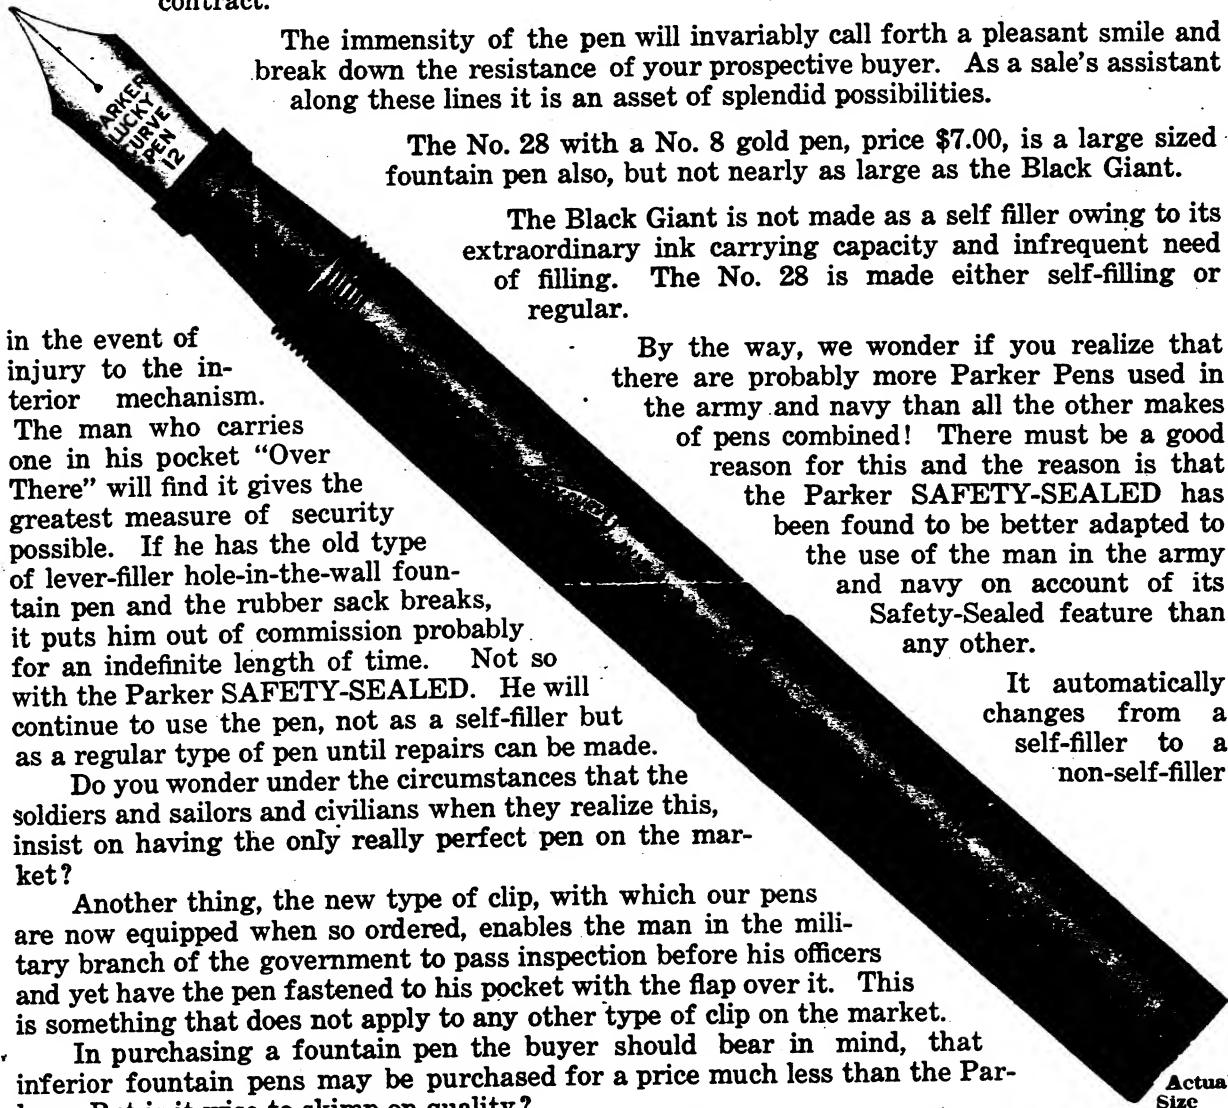 contract.
The immensity of the pen will invariably call forth a pleasant smile and
break down the resistance of your prospective buyer. As a sale's assistant
along these lines it is an asset of splendid possibilities.
The No. 28 with a No. 8 gold pen, price $7.00, is a large sized
fountain pen also, but not nearly as large as the Black Giant.
The Black Giant is not made as a self filler owing to its
extraordinary ink carrying capacity and infrequent need
of filling. The No. 28 is made either self-filling or
regular.
By the way, we wonder if you realize that
there are probably more Parker Pens used in
the army and navy than all the other makes
of pens combined! There must be a good
reason for this and the reason is that
the Parker SAFETY-SEALED has
been found to be better adapted to
the use of the man in the army
and navy on account of its
Safety-Sealed feature than
any other.
It automatically
changes from a
self-filler to a
non-self-filler
in the event of
injury to the in-
terior mechanism.
The man who carries
one in his pocket "Over
There" will find it gives the
greatest measure of security
possible. If he has the old type
of lever-filler hole-in-the-wall foun-
tain pen and the rubber sack breaks,
it puts him out of commission probably
for an indefinite length of time. Not so
with the Parker SAFETY-SEALED. He will
continue to use the pen, not as a self-filler but
as a regular type of pen until repairs can be made.
Do you wonder under the circumstances that the
soldiers and sailors and civilians when they realize this,
insist on having the only really perfect pen on the mar-
ket?
Another thing, the new type of clip, with which our pens
are now equipped when so ordered, enables the man in the mili-
tary branch of the government to pass inspection before his officers
and yet have the pen fastened to his pocket with the flap over it. This
is something that does not apply to any other type of clip on the market.
In purchasing a fountain pen the buyer should bear in mind, that
inferior fountain pens may be purchased for a price much less than the Par-
But is it wise to skimp on quality?
ARKER
LUCKY
CURVE
PEN
12
Actua
Size